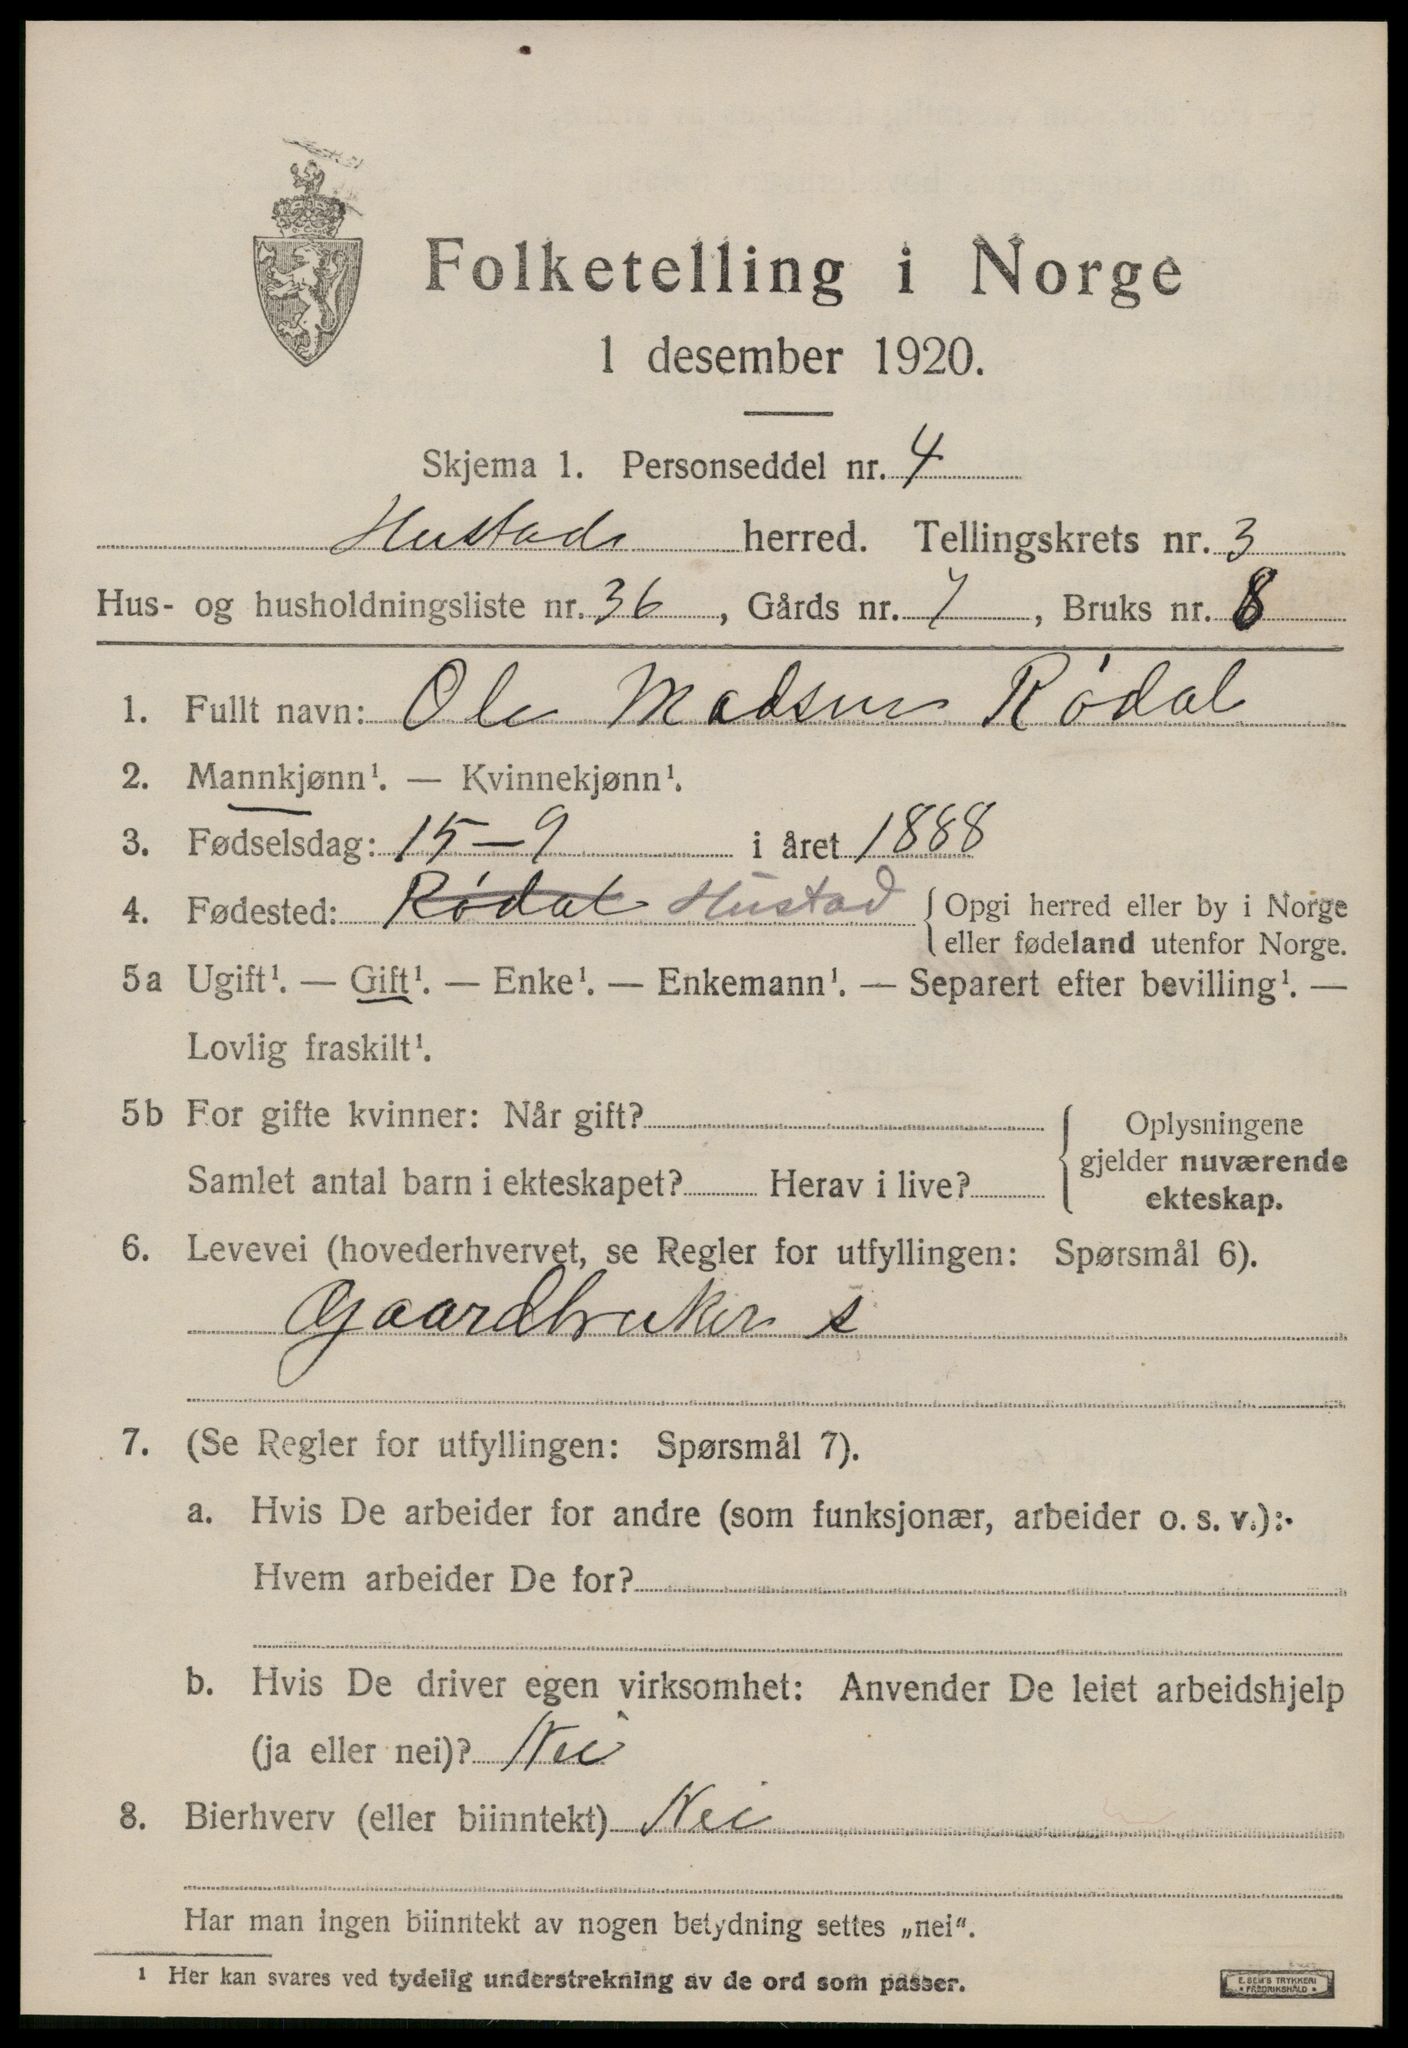 Folketelling i Norge
1 desember 1920.
Skjema 1. Personseddel nr. 4
Hustad herred. Tellingskrets nr. 3
Hus- og husholdningsliste nr. 36, Gårds nr. 7, Bruks nr. 8
1. Fullt navn: Ole Madsen Rødal
2. Mannkjønn¹. — Kvinnekjønn¹.
3. Fødselsdag: 15-9 i året 1888
4. Fødested: Rødal Hustad { Opgi herred eller by i Norge
eller fødeland utenfor Norge.
5a Ugift¹. — Gift¹. — Enke¹. — Enkemann¹. — Separert efter bevilling¹. —
Lovlig fraskilt¹.
5b For gifte kvinner: Når gift?
Samlet antal barn i ekteskapet? Herav i live?
Oplysningene
gjelder nuværende
ekteskap.
6. Levevei (hovederhvervet, se Regler for utfyllingen: Spørsmål 6).
Gaardbruker s
7. (Se Regler for utfyllingen: Spørsmål 7).
a. Hvis De arbeider for andre (som funksjonær, arbeider o. s. v.):
Hvem arbeider De for?
b. Hvis De driver egen virksomhet: Anvender De leiet arbeidshjelp
(ja eller nei)? Nei
8. Bierhverv (eller biinntekt) Nei
Har man ingen biinntekt av nogen betydning settes „nei“.
¹ Her kan svares ved tydelig understrekning av de ord som passer.
E. SEM'S TRYKKERI
FREDRIKSHALD